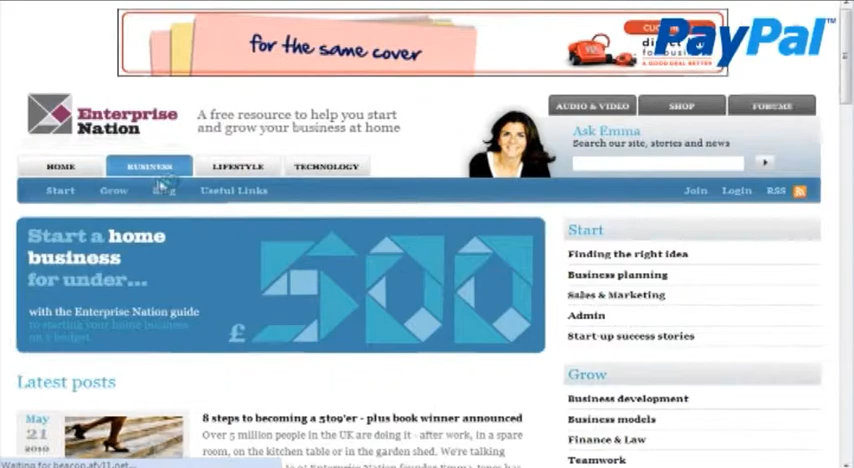 for the same cover
PayPal™
A GOOD DEAL BETTER
Enterprise
Nation
A free resource to help you start
and grow your business at home
AUDIO & VIDEO
SHOP
FORUMS
Ask Emma
Search our site, stories and news
HOME
BUSINESS
LIFESTYLE
TECHNOLOGY
Start
Grow
Blog
Useful Links
Join
Login
RSS
Start a home
business
for under...
£500
with the Enterprise Nation guide
to starting your home business
on a budget
Start
Finding the right idea
Business planning
Sales & Marketing
Admin
Start-up success stories
Latest posts
May
21
2010
8 steps to becoming a 5to9'er - plus book winner announced
Over 5 million people in the UK are doing it - after work, in a spare
room, on the kitchen table or in the garden shed. We're talking
Grow
Business development
Business models
Finance & Law
Teamwork